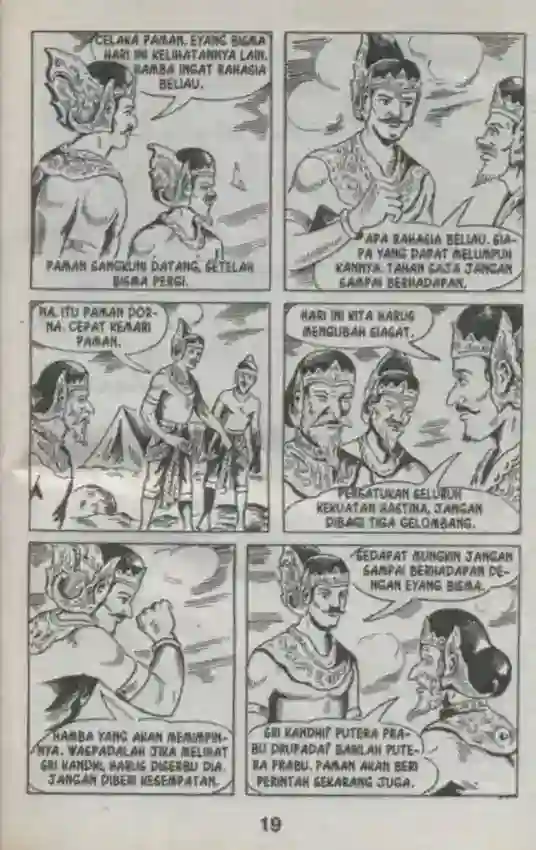 CELAKA PAMAN, EYANG BISMA
HARI INI KELIHATANNYA LAIN.
HAMBA INGAT RAHASIA
BELIAU.
PAMAN SANGKUNI DATANG, SETELAH
BISMA PERGI.
APA RAHASIA BELIAU. SIA-
PA YANG DAPAT MELUMPUH
KANNYA. TAHAN SAJA JANGAN
SAMPAI BERHADAPAN.
NA, ITU PAMAN DOR-
NA. CEPAT KEMARI
PAMAN.
HARI INI KITA HARUS
MENGUBAH SIASAT.
PERSATUKAN SELURUH
KEKUATAN HASTINA, JANGAN
DIBAGI TIGA GELOMBANG.
HAMBA YANG AKAN MEMIMPIN-
NYA. WASPADALAH JIKA MELIHAT
SRI KANDHI, HARUS DISERBU DIA.
JANGAN DIBERI KESEMPATAN.
SEDAPAT MUNGKIN JANGAN
SAMPAI BERHADAPAN DE-
NGAN EYANG BISMA.
SRI KANDHI? PUTERA PRA-
BU DRUPADA? BAIKLAH PUTE-
RA PRABU. PAMAN AKAN BERI
PERINTAH SEKARANG JUGA.
19